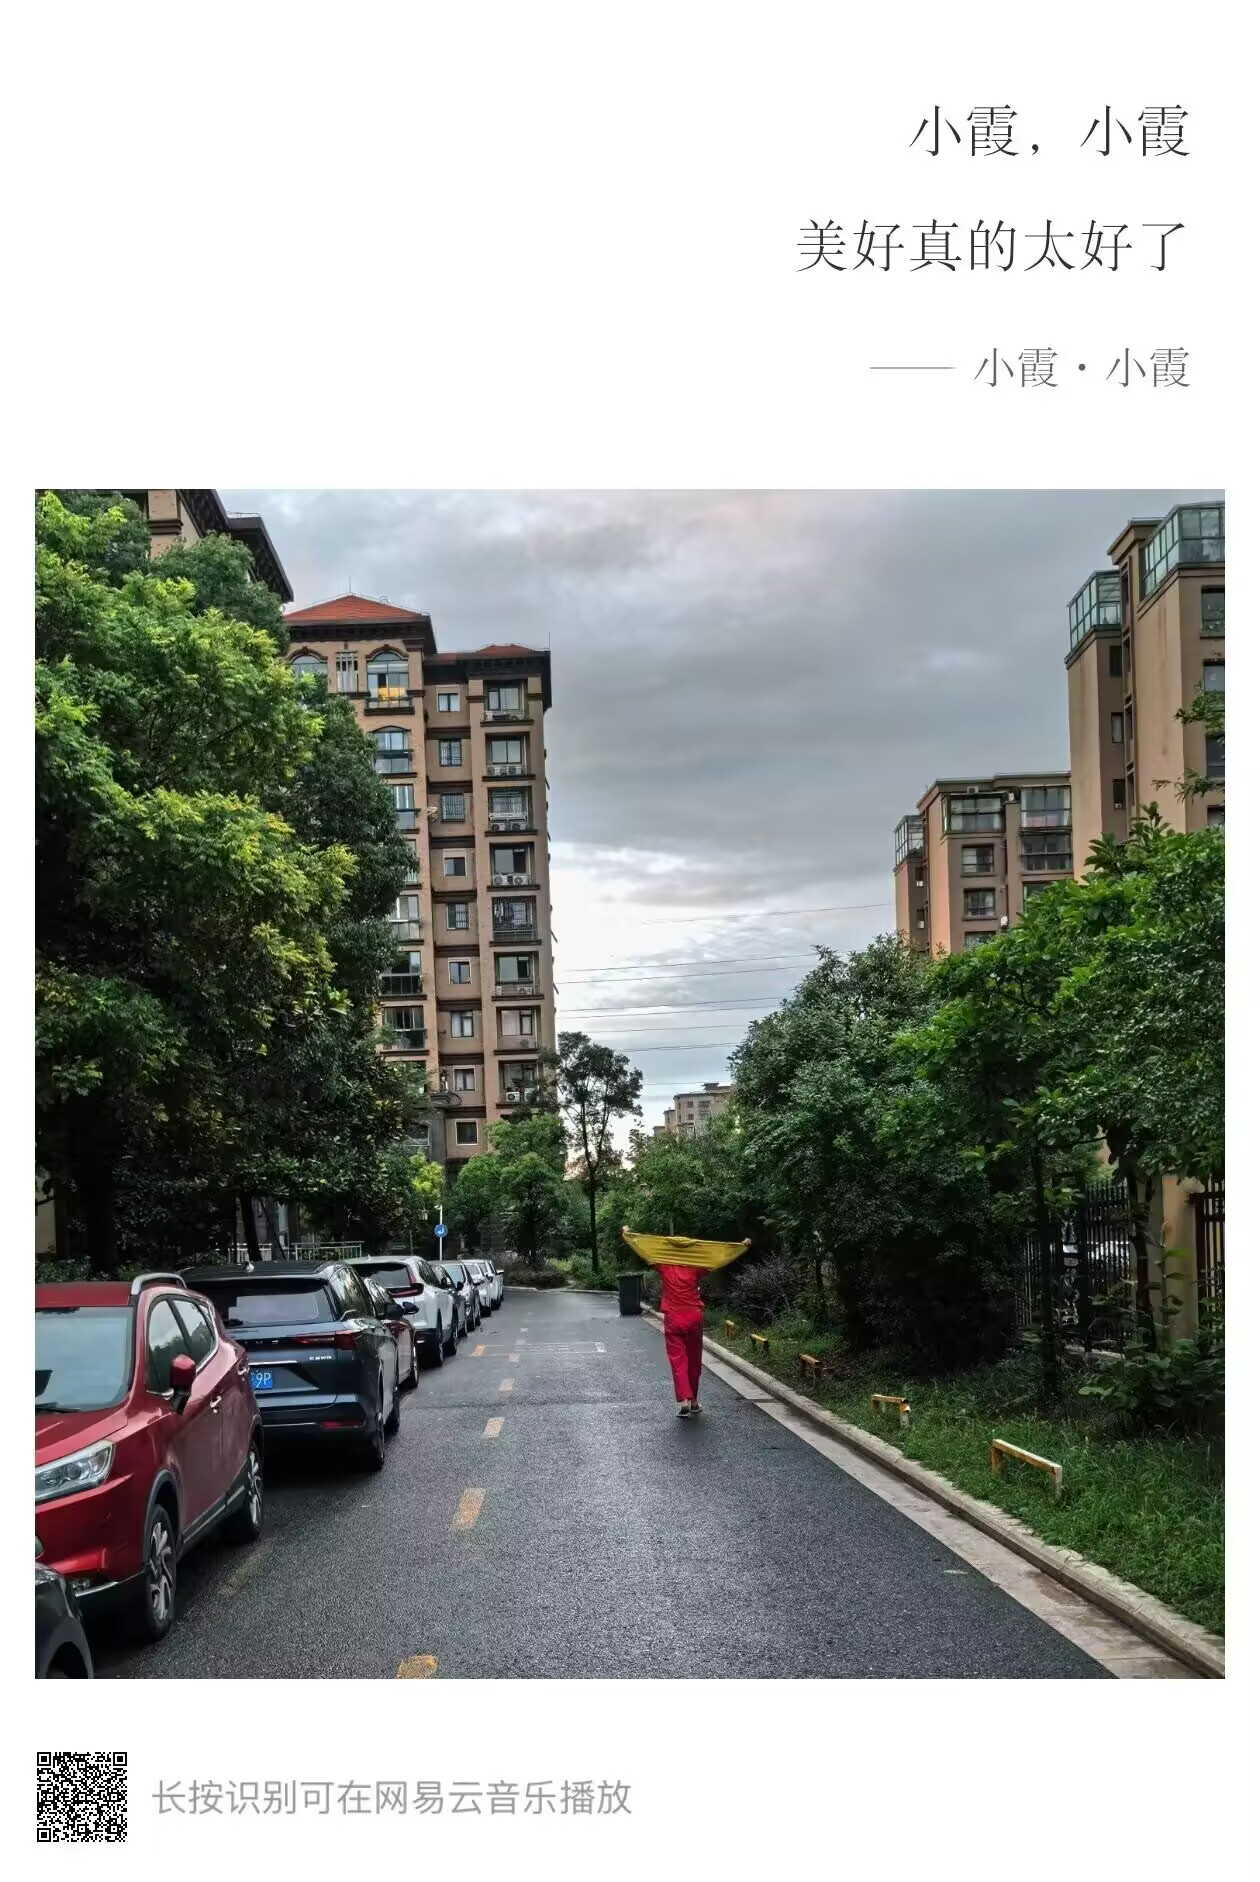 小霞，小霞
美好真的太好了
—— 小霞·小霞
9P
长按识别可在网易云音乐播放